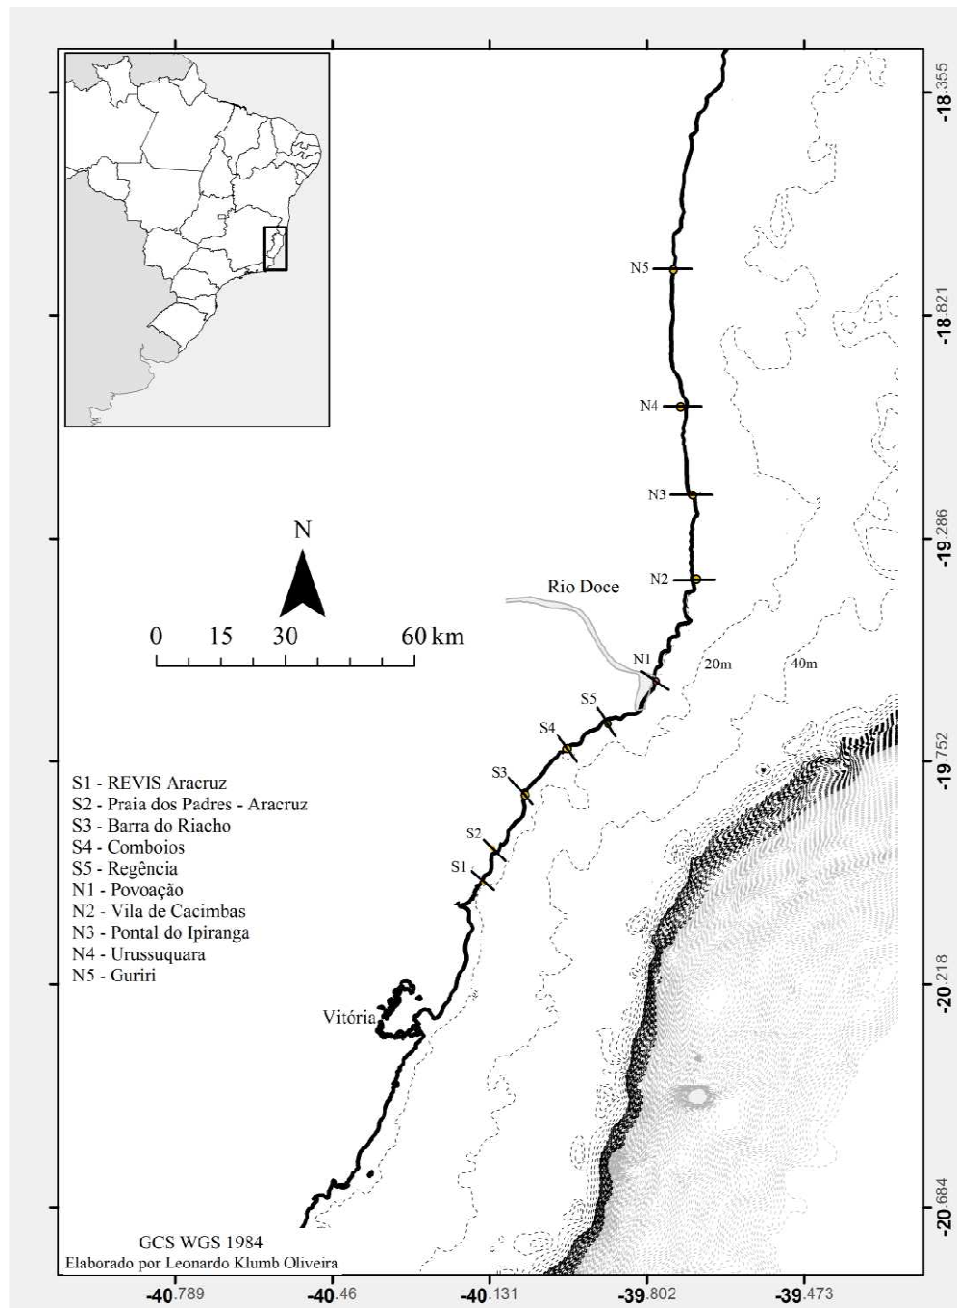 -18.355
N5
-18.821
N4
N3
-19.286
N
N2
Rio Doce
0 15 30 60 km
N1
20m
40m
S5
S4
-19.752
S3
S1 - REVIS Aracruz
S2 - Praia dos Padres - Aracruz
S3 - Barra do Riacho
S2
S4 - Comboios
S1
S5 - Regência
N1 - Povoação
N2 - Vila de Cacimbas
N3 - Pontal do Ipiranga
N4 - Urussuquara
N5 - Guriri
-20.218
Vitória
-20.684
GCS WGS 1984
Elaborado por Leonardo Klumb Oliveira
-40.789 -40.46 -40.131 -39.802 -39.473